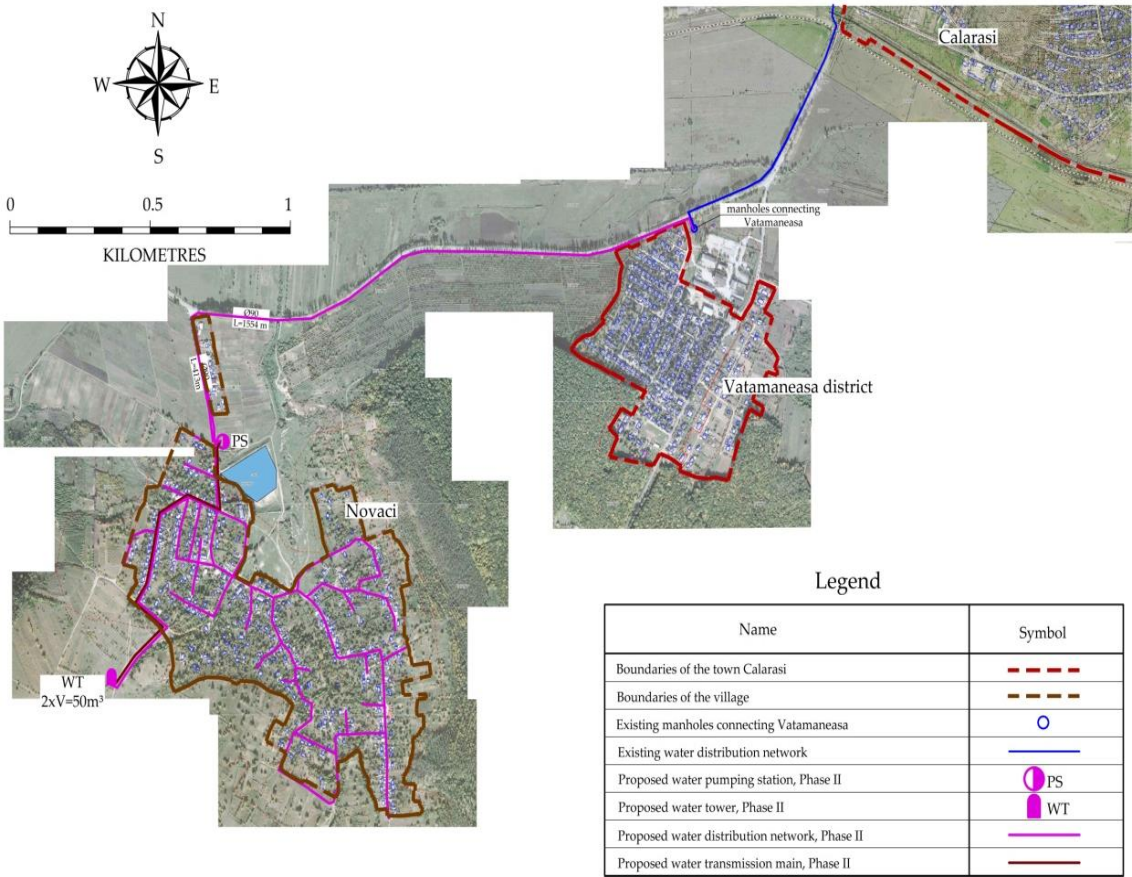 N
W
E
S
0
0.5
1
KILOMETRES
Calarasi
manholes connecting
Vatamaneasa
Ø90
L=1554 m
L=413m
Vatamaneasa district
PS
Novaci
WT
2xV=50m³
Legend
Name Symbol
Boundaries of the town Calarasi
Boundaries of the village
Existing manholes connecting Vatamaneasa
Existing water distribution network
Proposed water pumping station, Phase II PS
Proposed water tower, Phase II WT
Proposed water distribution network, Phase II
Proposed water transmission main, Phase II